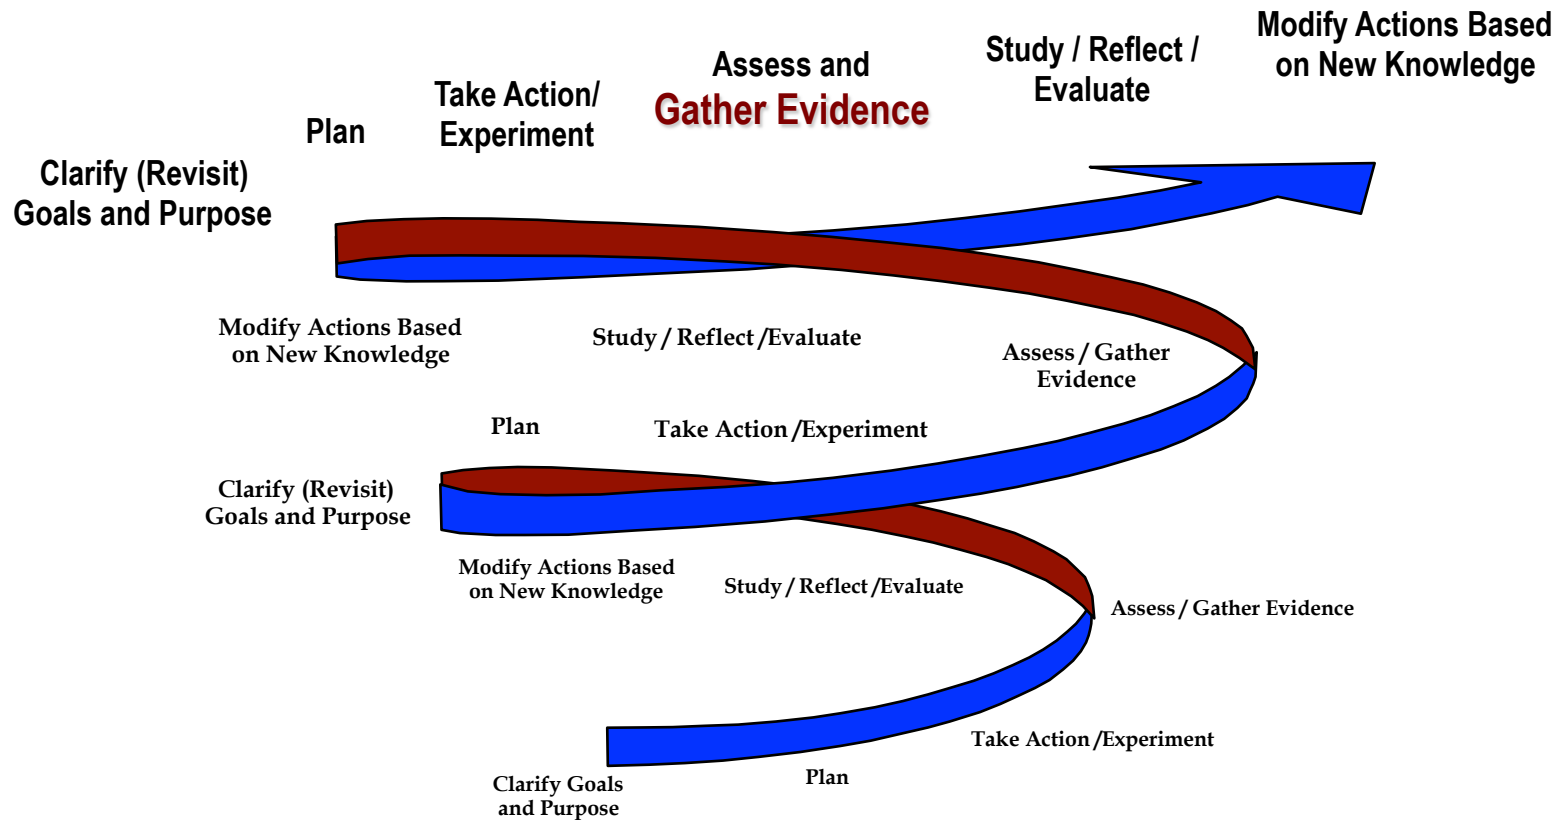 Modify Actions Based
on New Knowledge
Study / Reflect /
Evaluate
Assess and
Gather Evidence
Take Action/
Experiment
Plan
Clarify (Revisit)
Goals and Purpose
Modify Actions Based
on New Knowledge
Study / Reflect /Evaluate
Assess / Gather
Evidence
Plan
Take Action /Experiment
Clarify (Revisit)
Goals and Purpose
Modify Actions Based
on New Knowledge
Study / Reflect /Evaluate
Assess / Gather Evidence
Take Action /Experiment
Plan
Clarify Goals
and Purpose